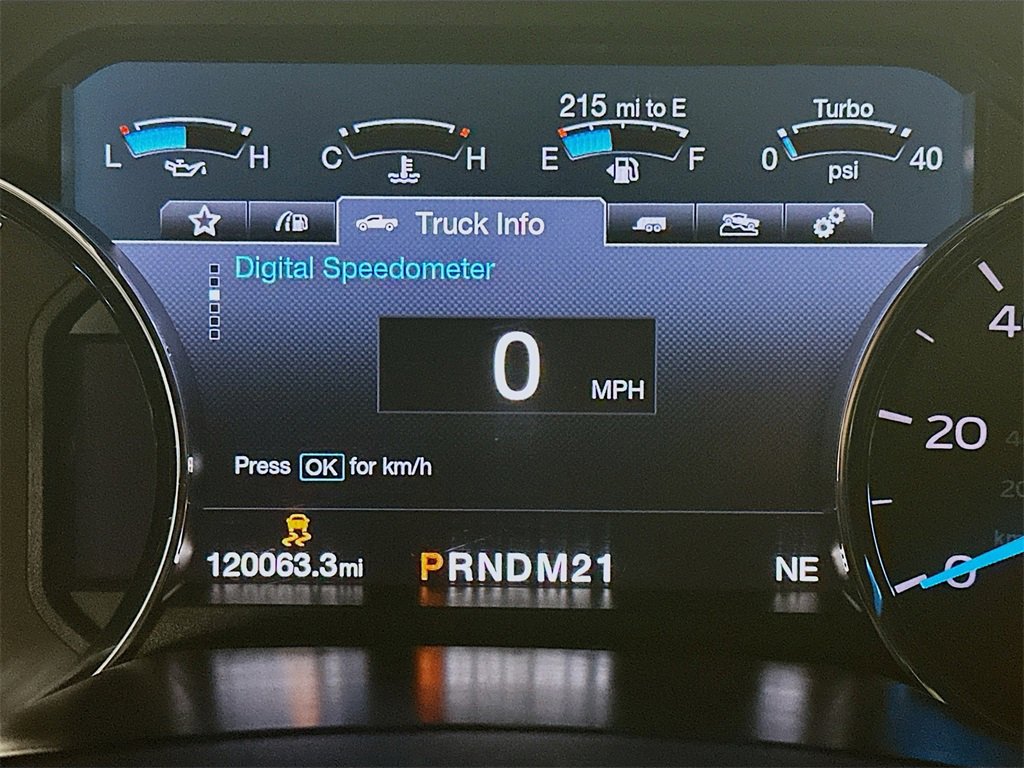 215 mi to E
Turbo
L H
C H
E F
0 40
psi
Truck Info
Digital Speedometer
0 MPH
Press OK for km/h
120063.3mi
PRNDM21
NE
20
0